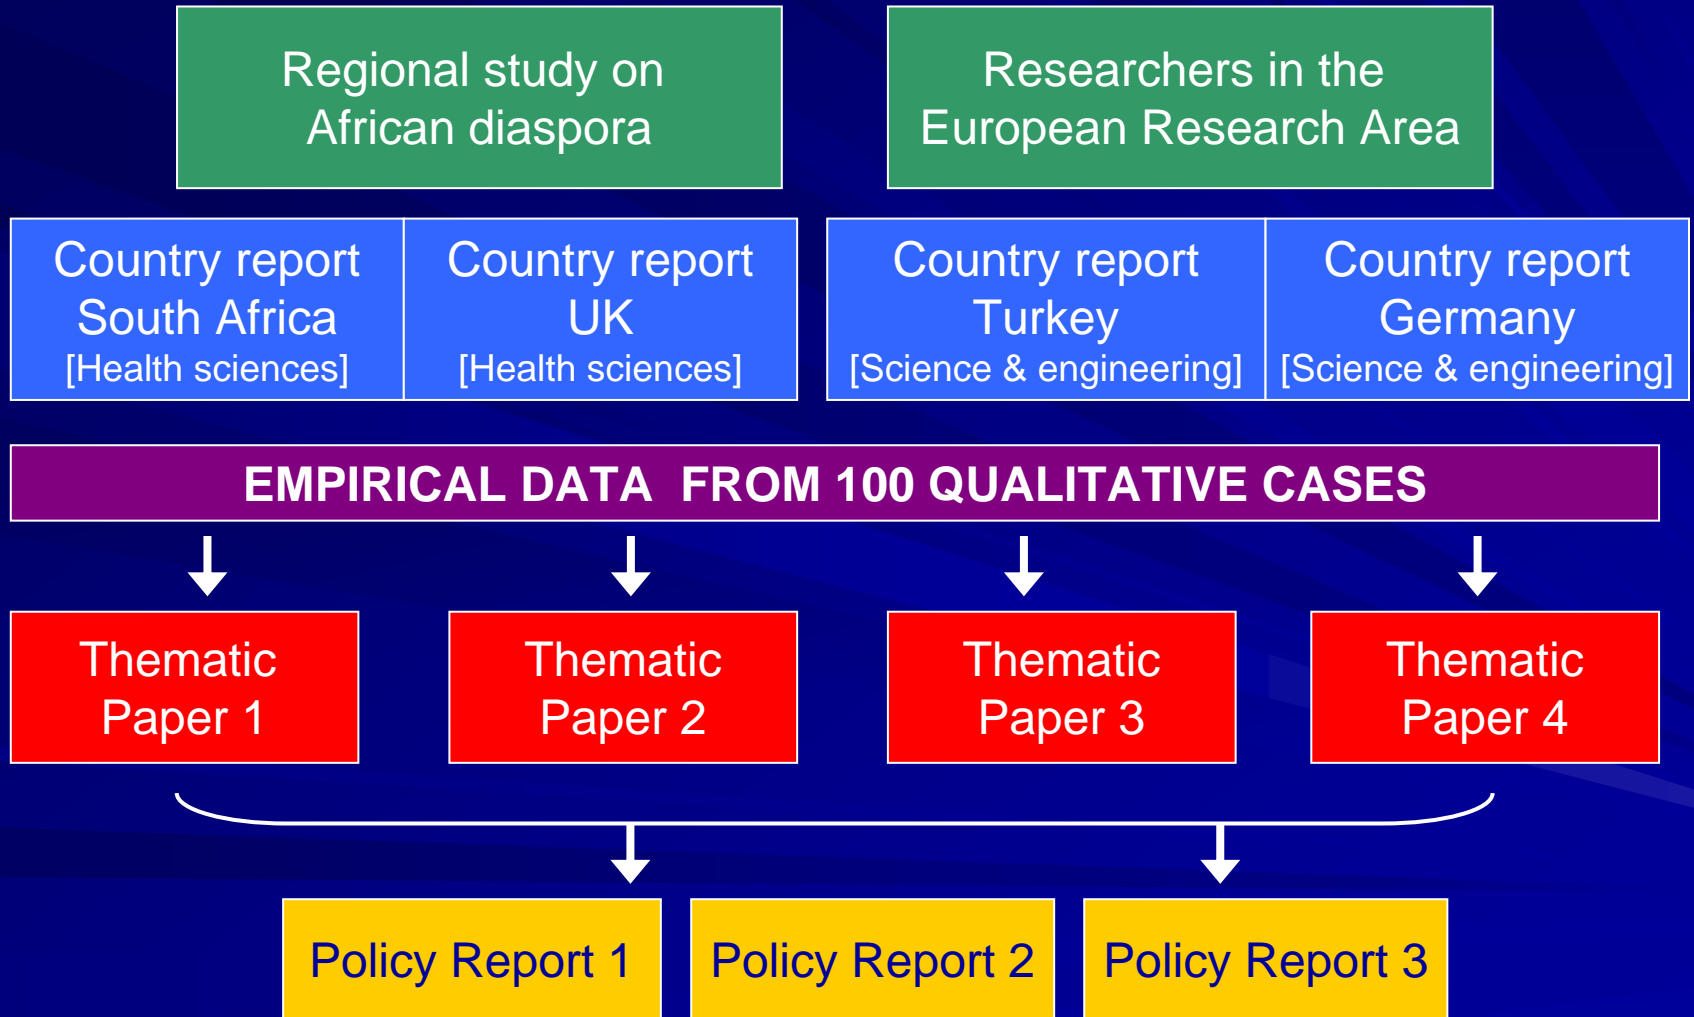 Regional study on
African diaspora
Researchers in the
European Research Area
Country report
South Africa
[Health sciences]
Country report
UK
[Health sciences]
Country report
Turkey
[Science & engineering]
Country report
Germany
[Science & engineering]
EMPIRICAL DATA  FROM 100 QUALITATIVE CASES
Thematic
Paper 1
Thematic
Paper 2
Thematic
Paper 3
Thematic
Paper 4
Policy Report 1
Policy Report 2
Policy Report 3